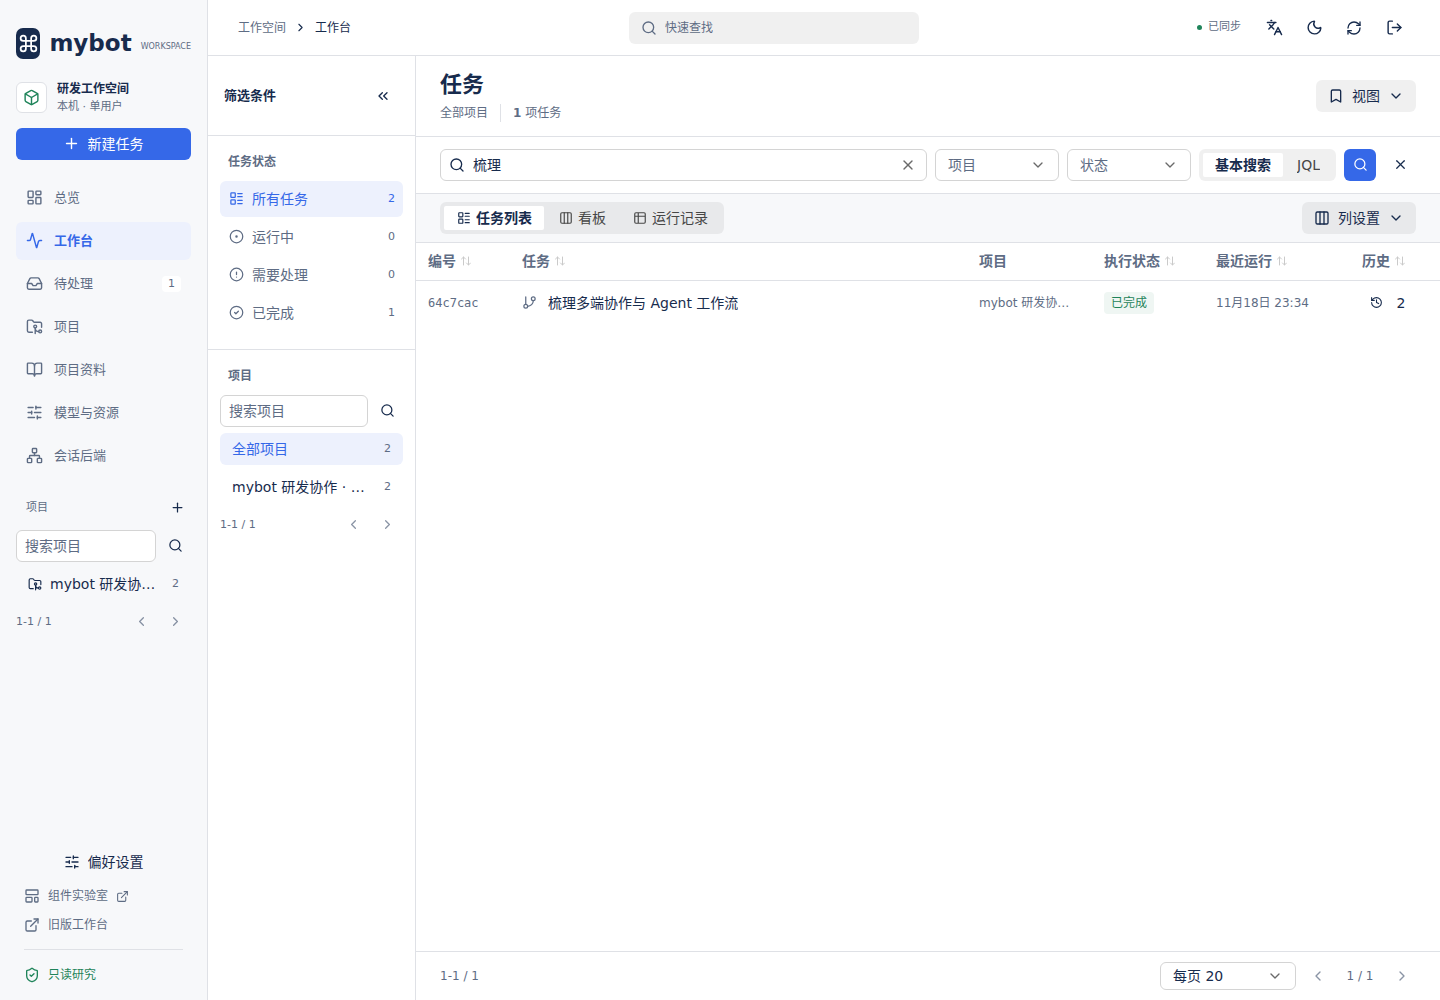 mybot WORKSPACE
研发工作空间
本机 · 单用户
新建任务
总览
工作台
待处理 1
项目
项目资料
模型与资源
会话后端
项目
搜索项目
mybot 研发协... 2
1-1 / 1
偏好设置
组件实验室
旧版工作台
只读研究
工作空间 工作台
快速查找
已同步
筛选条件
任务状态
所有任务 2
运行中 0
需要处理 0
已完成 1
项目
搜索项目
全部项目 2
mybot 研发协作 · ... 2
1-1 / 1
任务
全部项目 1 项任务
视图
梳理 项目 状态 基本搜索 JQL
任务列表 看板 运行记录 列设置
编号 任务 项目 执行状态 最近运行 历史
64c7cac 梳理多端协作与 Agent 工作流 mybot 研发协... 已完成 11月18日 23:34 2
1-1 / 1 每页 20 1 / 1